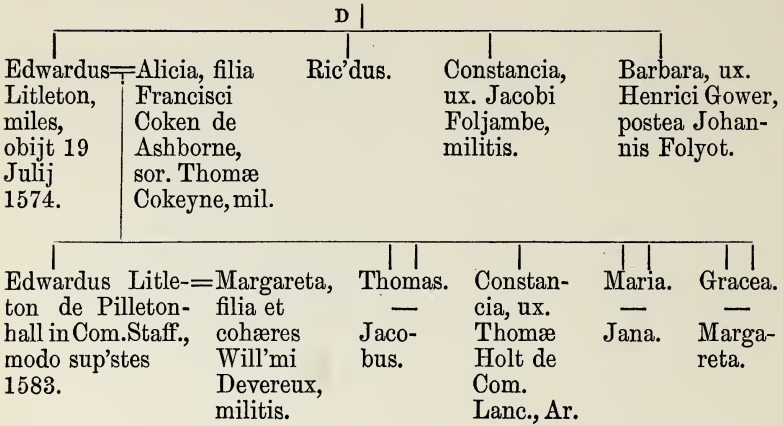 D
Edwardus=Alicia, filia
Litleton,
Francisci
miles,
Coken de
obijt 19
Ashborne,
Julij
sor. Thomæ
1574.
Cokeyne, mil.
Ric'dus.
Constancia,
ux. Jacobi
Foljambe,
militis.
Barbara, ux.
Henrici Gower,
postea Johan-
nis Folyot.
Edwardus Litle-=Margareta,
ton de Pilleton-
filia et
hall in Com. Staff.,
cohæres
modo sup'stes
Will'mi
1583.
Devereux,
militis.
Thomas.
—
Jaco-
bus.
Constan-
cia, ux.
Thomæ
Holt de
Com.
Lanc., Ar.
Maria.
—
Jana.
Gracea.
—
Marga-
reta.